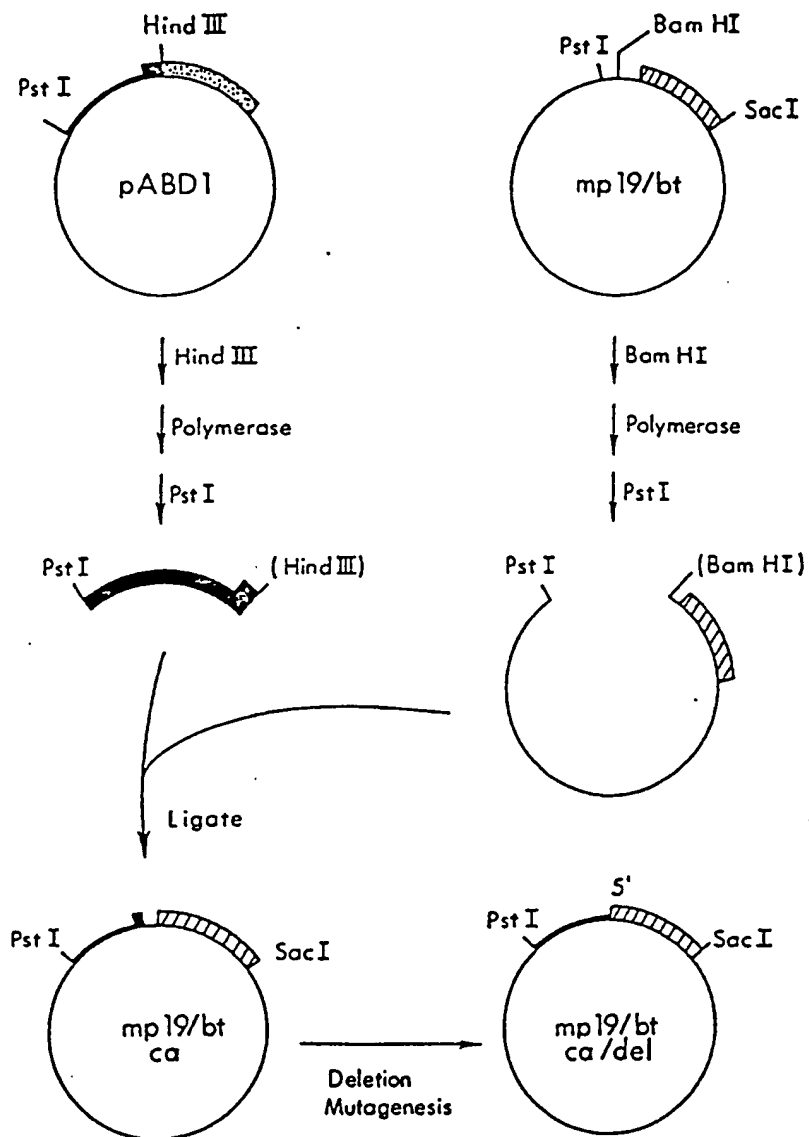 Hind III
Pst I
pABD1
Pst I
Bam HI
Sac I
mp19/bt
Hind III
Polymerase
Pst I
Bam HI
Polymerase
Pst I
Pst I
(Hind III)
Pst I
(Bam HI)
Ligate
Pst I
Sac I
mp19/bt
ca
Deletion
Mutagenesis
5'
Pst I
Sac I
mp19/bt
ca/del